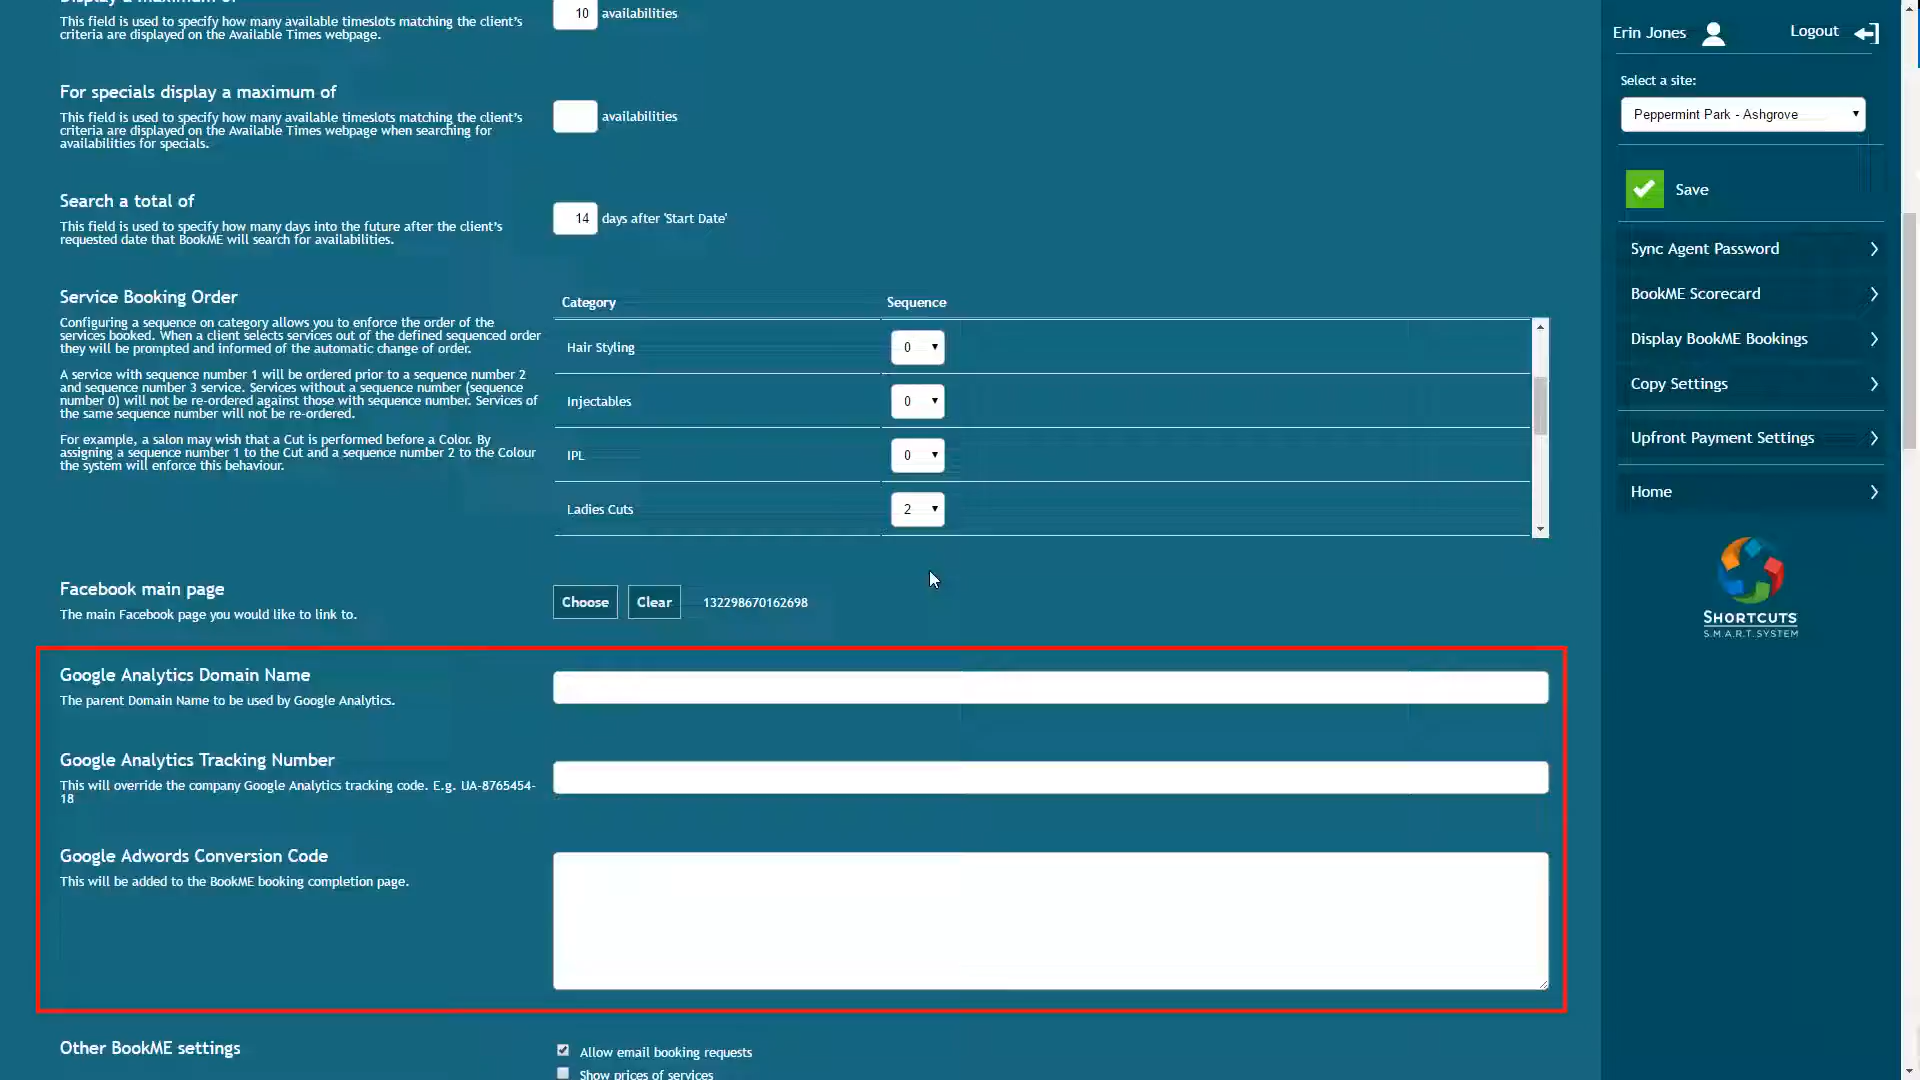 Display a maximum of
This field is used to specify how many available timeslots matching the client's
criteria are displayed on the Available Times webpage.
10 availabilities
For specials display a maximum of
This field is used to specify how many available timeslots matching the client's
criteria are displayed on the Available Times webpage when searching for
availabilities for specials.
availabilities
Search a total of
This field is used to specify how many days into the future after the client's
requested date that BookME will search for availabilities.
14 days after 'Start Date'
Service Booking Order
Configuring a sequence on category allows you to enforce the order of the
services booked. When a client selects services out of the defined sequenced order
they will be prompted and informed of the automatic change of order.
A service with sequence number 1 will be ordered prior to a sequence number 2
and sequence number 3 service. Services without a sequence number (sequence
number 0) will not be re-ordered against those with sequence number. Services of
the same sequence number will not be re-ordered.
For example, a salon may wish that a Cut is performed before a Color. By
assigning a sequence number 1 to the Cut and a sequence number 2 to the Colour
the system will enforce this behaviour.
Category Sequence
Hair Styling 0
Injectables 0
IPL 0
Ladies Cuts 2
Facebook main page
The main Facebook page you would like to link to.
Choose Clear 132298670162698
Google Analytics Domain Name
The parent Domain Name to be used by Google Analytics.
Google Analytics Tracking Number
This will override the company Google Analytics tracking code. E.g. UA-8765454-
18
Google Adwords Conversion Code
This will be added to the BookME booking completion page.
Other BookME settings
Allow email booking requests
Show prices of services
Erin Jones Logout
Select a site:
Peppermint Park - Ashgrove
Save
Sync Agent Password
BookME Scorecard
Display BookME Bookings
Copy Settings
Upfront Payment Settings
Home
SHORTCUTS
S.M.A.R.T.SYSTEM